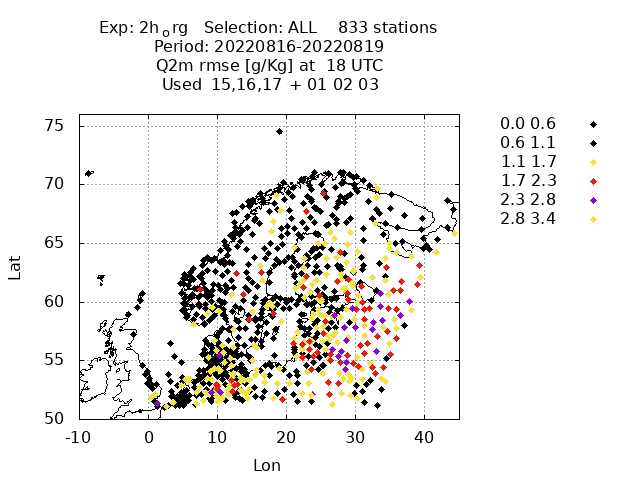 Exp: 2h o rg   Selection: ALL    833 stations
Period: 20220816-20220819
Q2m rmse [g/Kg] at  18 UTC
Used  15,16,17  + 01 02 03
0.0 0.6
0.6 1.1
1.1 1.7
1.7 2.3
2.3 2.8
2.8 3.4
75
70
65
60
55
50
Lat
-10 0 10 20 30 40
Lon